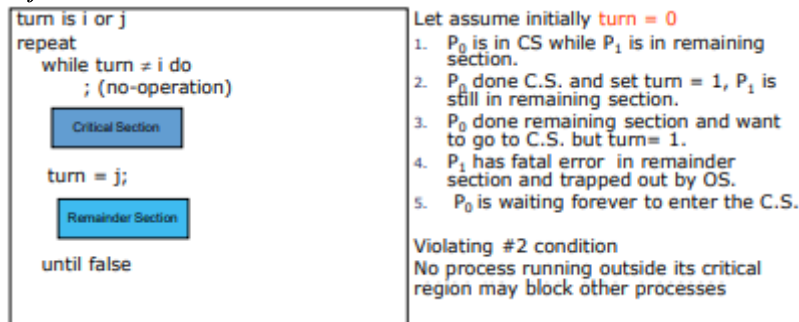 turn is i or j
repeat
while turn ≠ i do
; (no-operation)
Critical Section
turn = j;
Remainder Section
until false
Let assume initially turn = 0
1. P₀ is in CS while P₁ is in remaining
section.
2. P₀ done C.S. and set turn = 1, P₁ is
still in remaining section.
3. P₀ done remaining section and want
to go to C.S. but turn= 1.
4. P₁ has fatal error in remainder
section and trapped out by OS.
5. P₀ is waiting forever to enter the C.S.
Violating #2 condition
No process running outside its critical
region may block other processes